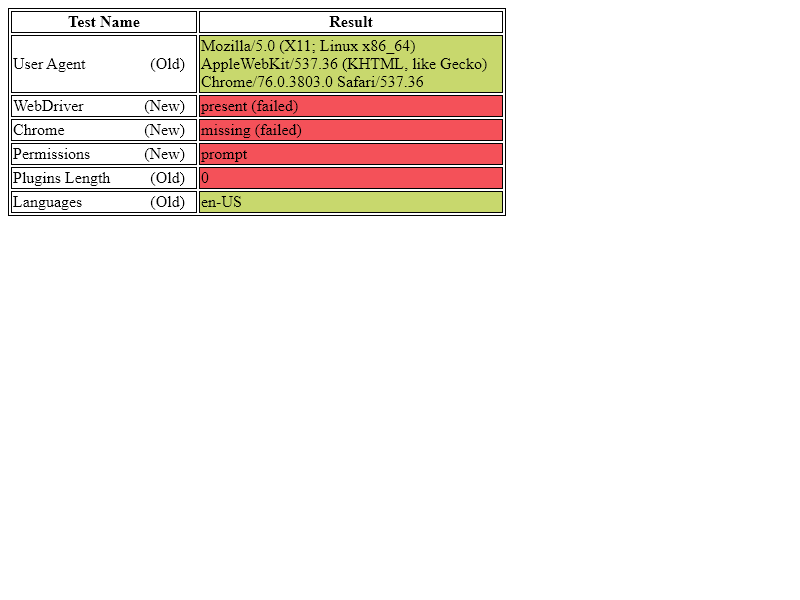 Test Name Result
User Agent (Old) Mozilla/5.0 (X11; Linux x86_64)
AppleWebKit/537.36 (KHTML, like Gecko)
Chrome/76.0.3803.0 Safari/537.36
WebDriver (New) present (failed)
Chrome (New) missing (failed)
Permissions (New) prompt
Plugins Length (Old) 0
Languages (Old) en-US